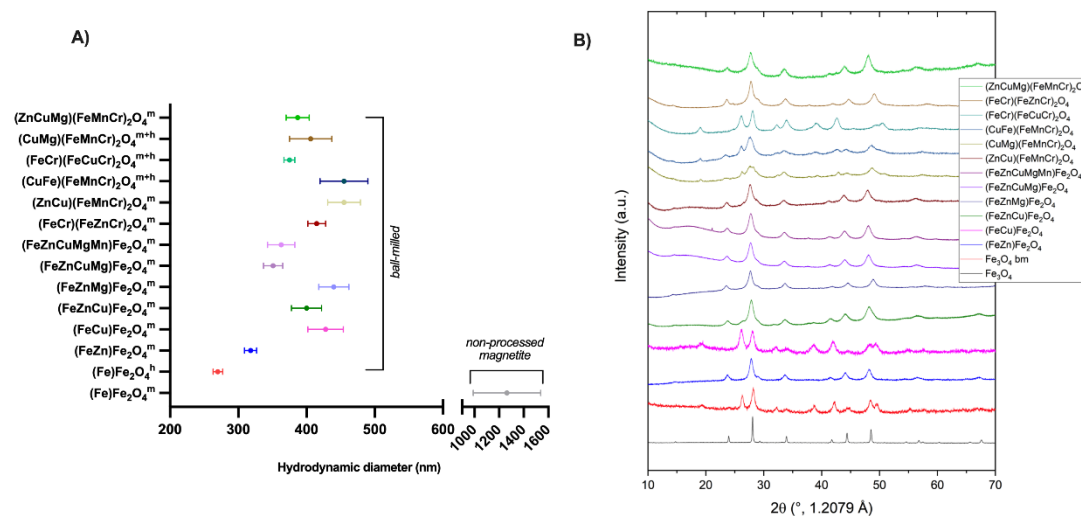 A)
(ZnCuMg)(FeMnCr)₂O₄ᵐ
(CuMg)(FeMnCr)₂O₄ᵐ⁺ʰ
(FeCr)(FeCuCr)₂O₄ᵐ⁺ʰ
(CuFe)(FeMnCr)₂O₄ᵐ⁺ʰ
(ZnCu)(FeMnCr)₂O₄ᵐ
(FeCr)(FeZnCr)₂O₄ᵐ
(FeZnCuMgMn)Fe₂O₄ᵐ
(FeZnCuMg)Fe₂O₄ᵐ
(FeZnMg)Fe₂O₄ᵐ
(FeZnCu)Fe₂O₄ᵐ
(FeCu)Fe₂O₄ᵐ
(FeZn)Fe₂O₄ᵐ
(Fe)Fe₂O₄ʰ
(Fe)Fe₂O₄ᵐ
ball-milled
non-processed
magnetite
200 300 400 500 600 1000 1200 1400 1600
Hydrodynamic diameter (nm)
B)
Intensity (a.u.)
(ZnCuMg)(FeMnCr)₂O
(FeCr)(FeZnCr)₂O₄
(FeCr)(FeCuCr)₂O₄
(CuFe)(FeMnCr)₂O₄
(CuMg)(FeMnCr)₂O₄
(ZnCu)(FeMnCr)₂O₄
(FeZnCuMgMn)Fe₂O₄
(FeZnCuMg)Fe₂O₄
(FeZnMg)Fe₂O₄
(FeZnCu)Fe₂O₄
(FeCu)Fe₂O₄
(FeZn)Fe₂O₄
Fe₃O₄ bm
Fe₃O₄
10 20 30 40 50 60 70
2θ (°, 1.2079 Å)